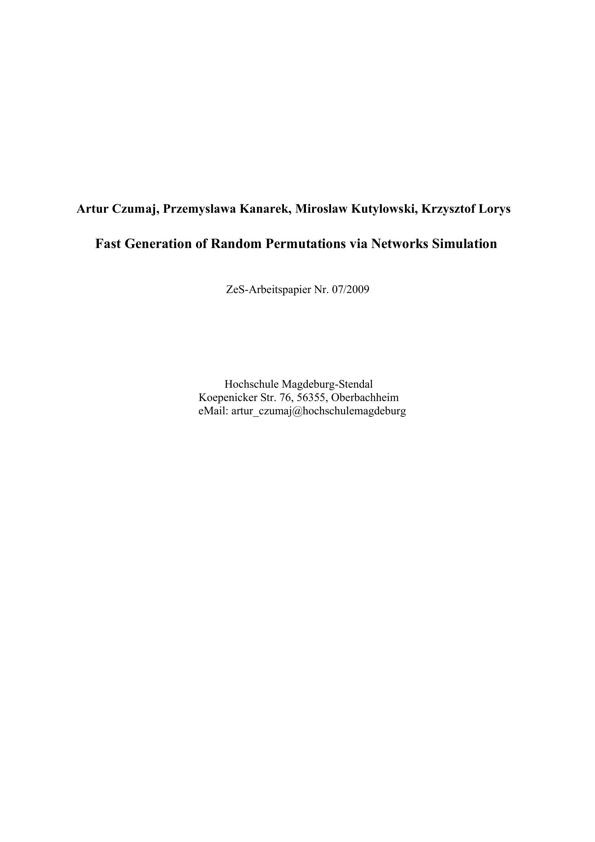 Artur Czumaj, Przemyslawa Kanarek, Miroslaw Kutylowski, Krzysztof Lorys
Fast Generation of Random Permutations via Networks Simulation
ZeS-Arbeitspapier Nr. 07/2009
Hochschule Magdeburg-Stendal
Koepenicker Str. 76, 56355, Oberbachheim
eMail: artur_czumaj@hochschulemagdeburg